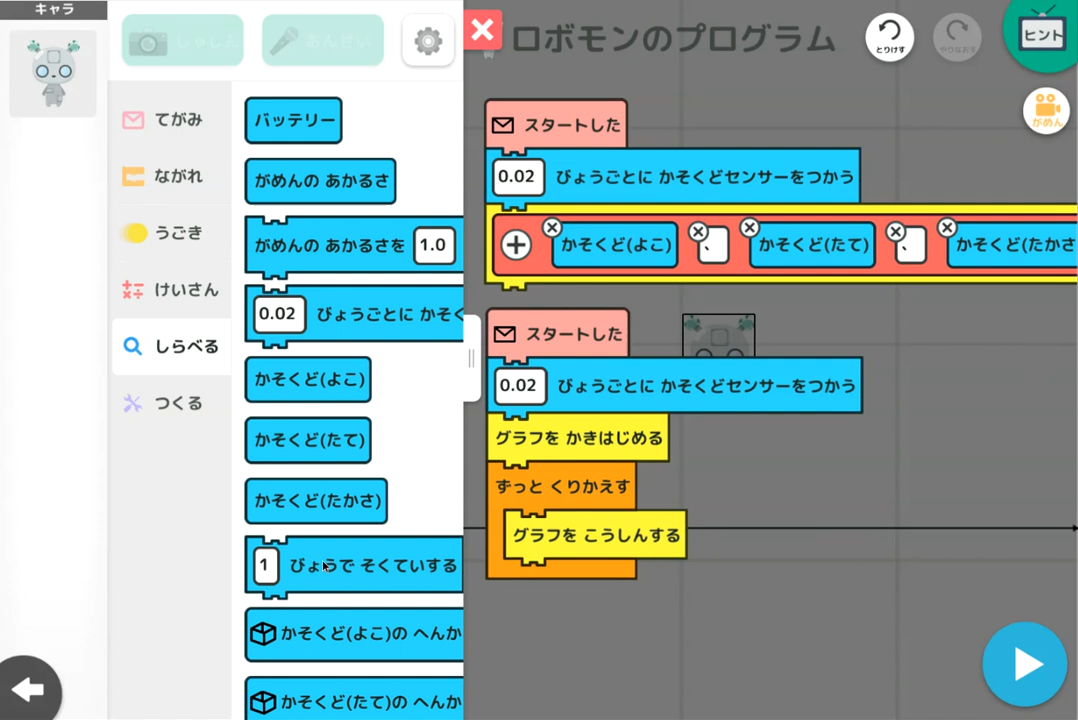 キャラ
しゃしん
おんせい
ロボモンのプログラム
とりけす
やりなおす
ヒント
がめん
てがみ
ながれ
うごき
けいさん
しらべる
つくる
バッテリー
がめんの あかるさ
がめんの あかるさを 1.0
0.02 びょうごとに かそく
かそくど(よこ)
かそくど(たて)
かそくど(たかさ)
1 びょうで そくていする
かそくど(よこ)の へんか
かそくど(たて)の へんか
スタートした
0.02 びょうごとに かそくどセンサーをつかう
かそくど(よこ) 、 かそくど(たて) 、 かそくど(たかさ
スタートした
0.02 びょうごとに かそくどセンサーをつかう
グラフを かきはじめる
ずっと くりかえす
グラフを こうしんする